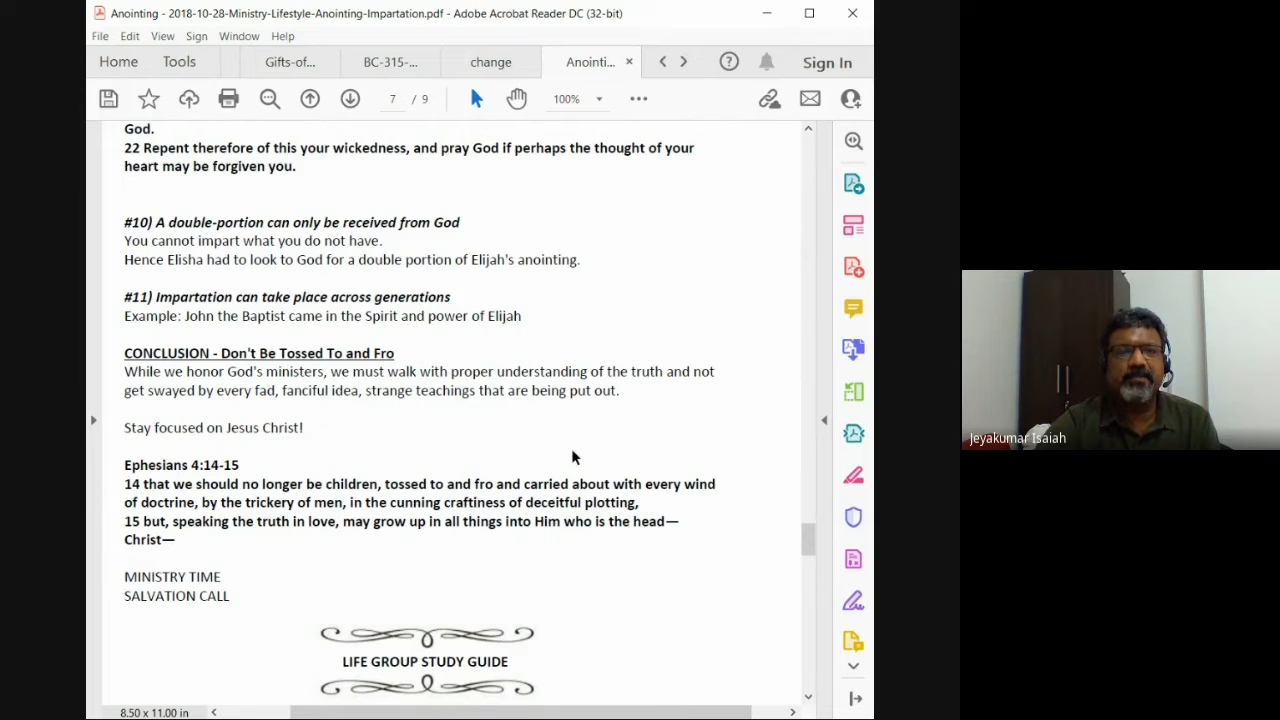 Anointing - 2018-10-28-Ministry-Lifestyle-Anointing-Impartation.pdf - Adobe Acrobat Reader DC (32-bit)
File Edit View Sign Window Help
Home Tools Gifts-of... BC-315-... change Anointi... Sign In
7 / 9 100%
God.
22 Repent therefore of this your wickedness, and pray God if perhaps the thought of your
heart may be forgiven you.
#10) A double-portion can only be received from God
You cannot impart what you do not have.
Hence Elisha had to look to God for a double portion of Elijah's anointing.
#11) Impartation can take place across generations
Example: John the Baptist came in the Spirit and power of Elijah
CONCLUSION - Don't Be Tossed To and Fro
While we honor God's ministers, we must walk with proper understanding of the truth and not
get swayed by every fad, fanciful idea, strange teachings that are being put out.
Stay focused on Jesus Christ!
Ephesians 4:14-15
14 that we should no longer be children, tossed to and fro and carried about with every wind
of doctrine, by the trickery of men, in the cunning craftiness of deceitful plotting,
15 but, speaking the truth in love, may grow up in all things into Him who is the head—
Christ—
MINISTRY TIME
SALVATION CALL
LIFE GROUP STUDY GUIDE
8.50 x 11.00 in
Jeyakumar Isaiah